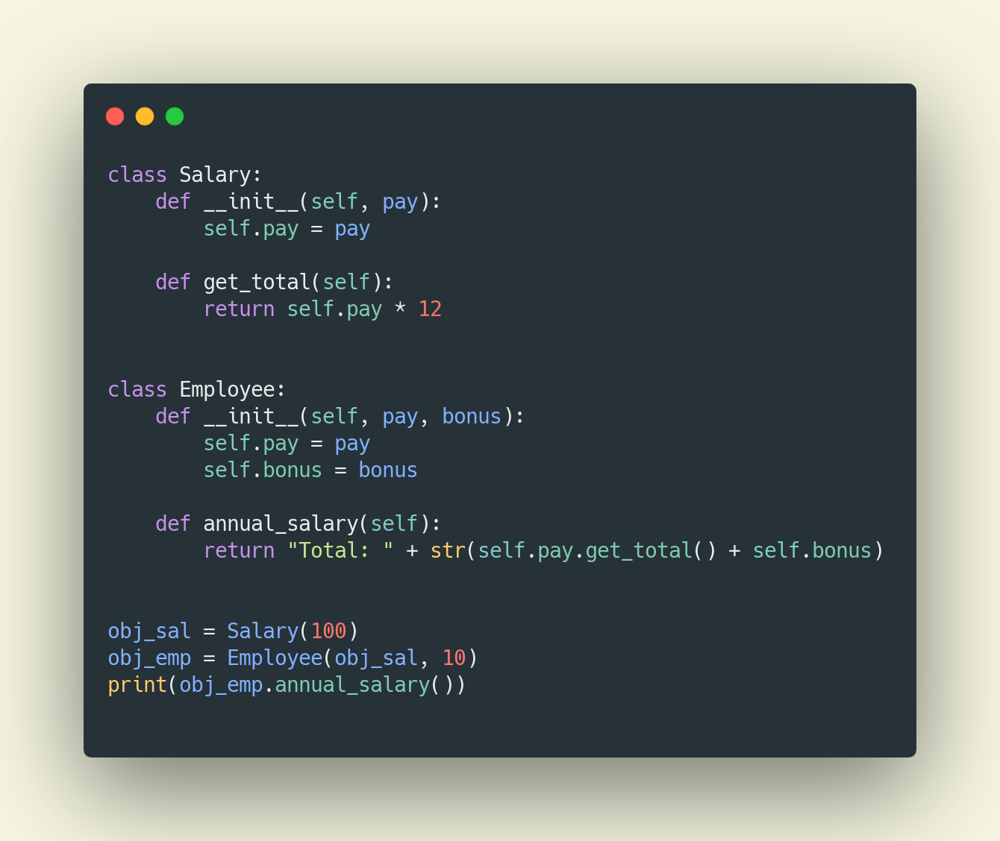 class Salary:
    def __init__(self, pay):
        self.pay = pay

    def get_total(self):
        return self.pay * 12


class Employee:
    def __init__(self, pay, bonus):
        self.pay = pay
        self.bonus = bonus

    def annual_salary(self):
        return "Total: " + str(self.pay.get_total() + self.bonus)


obj_sal = Salary(100)
obj_emp = Employee(obj_sal, 10)
print(obj_emp.annual_salary())